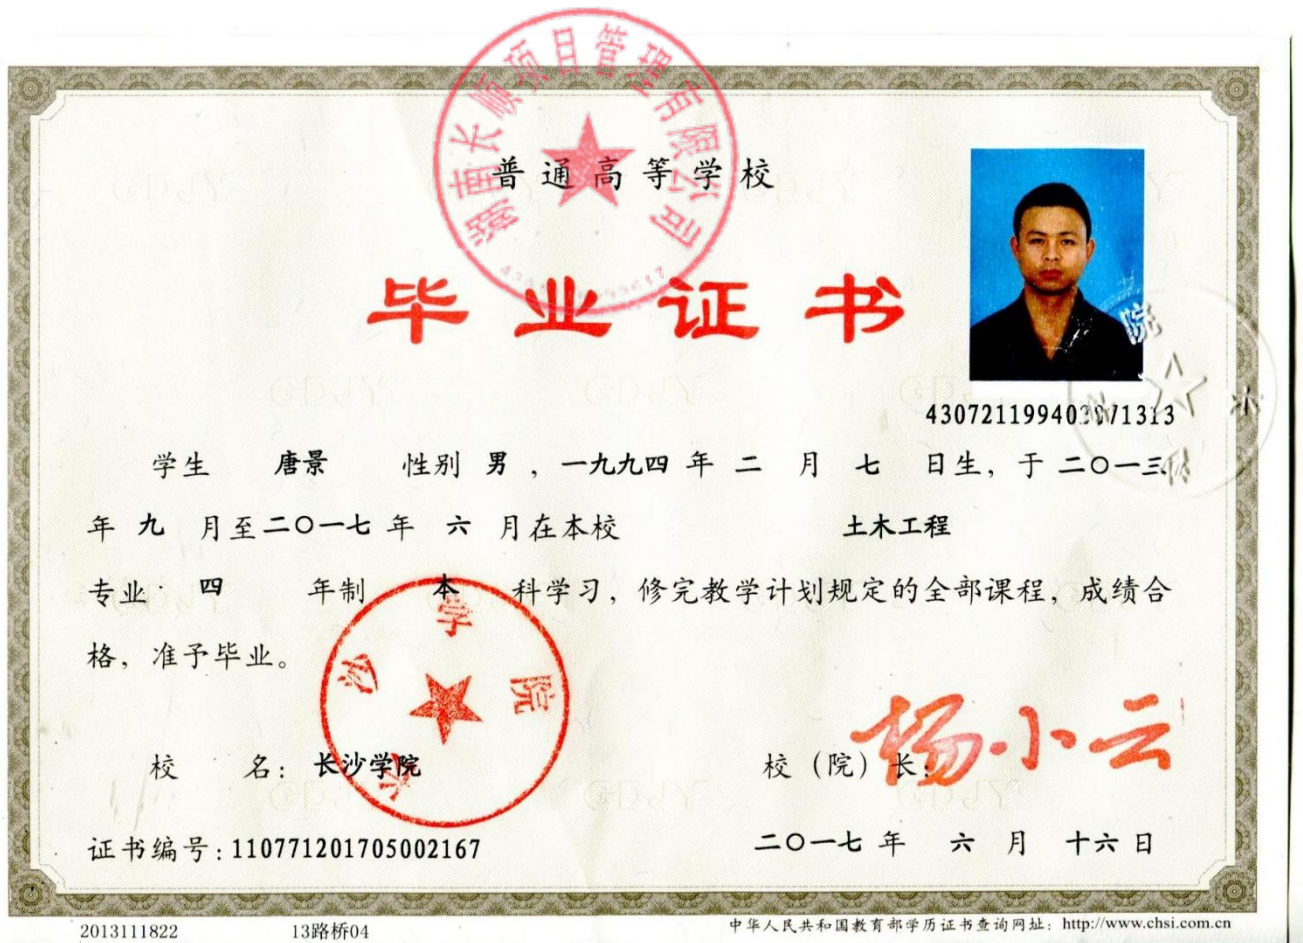 湖南长顺项目管理有限公司
普通高等学校
毕业证书
院
学生 唐景 性别 男 ，一九九四 年 二 月 七 日生，于 二〇一三
年 九 月至二〇一七 年 六 月在本校 土木工程
专业 四 年制 本 科学习，修完教学计划规定的全部课程，成绩合
格，准予毕业。
长沙学院
校 名：长沙学院
校（院）长：杨小云
证书编号：110771201705002167
二〇一七 年 六 月 十六 日
2013111822 13路桥04 中华人民共和国教育部学历证书查询网址：http://www.chsi.com.cn